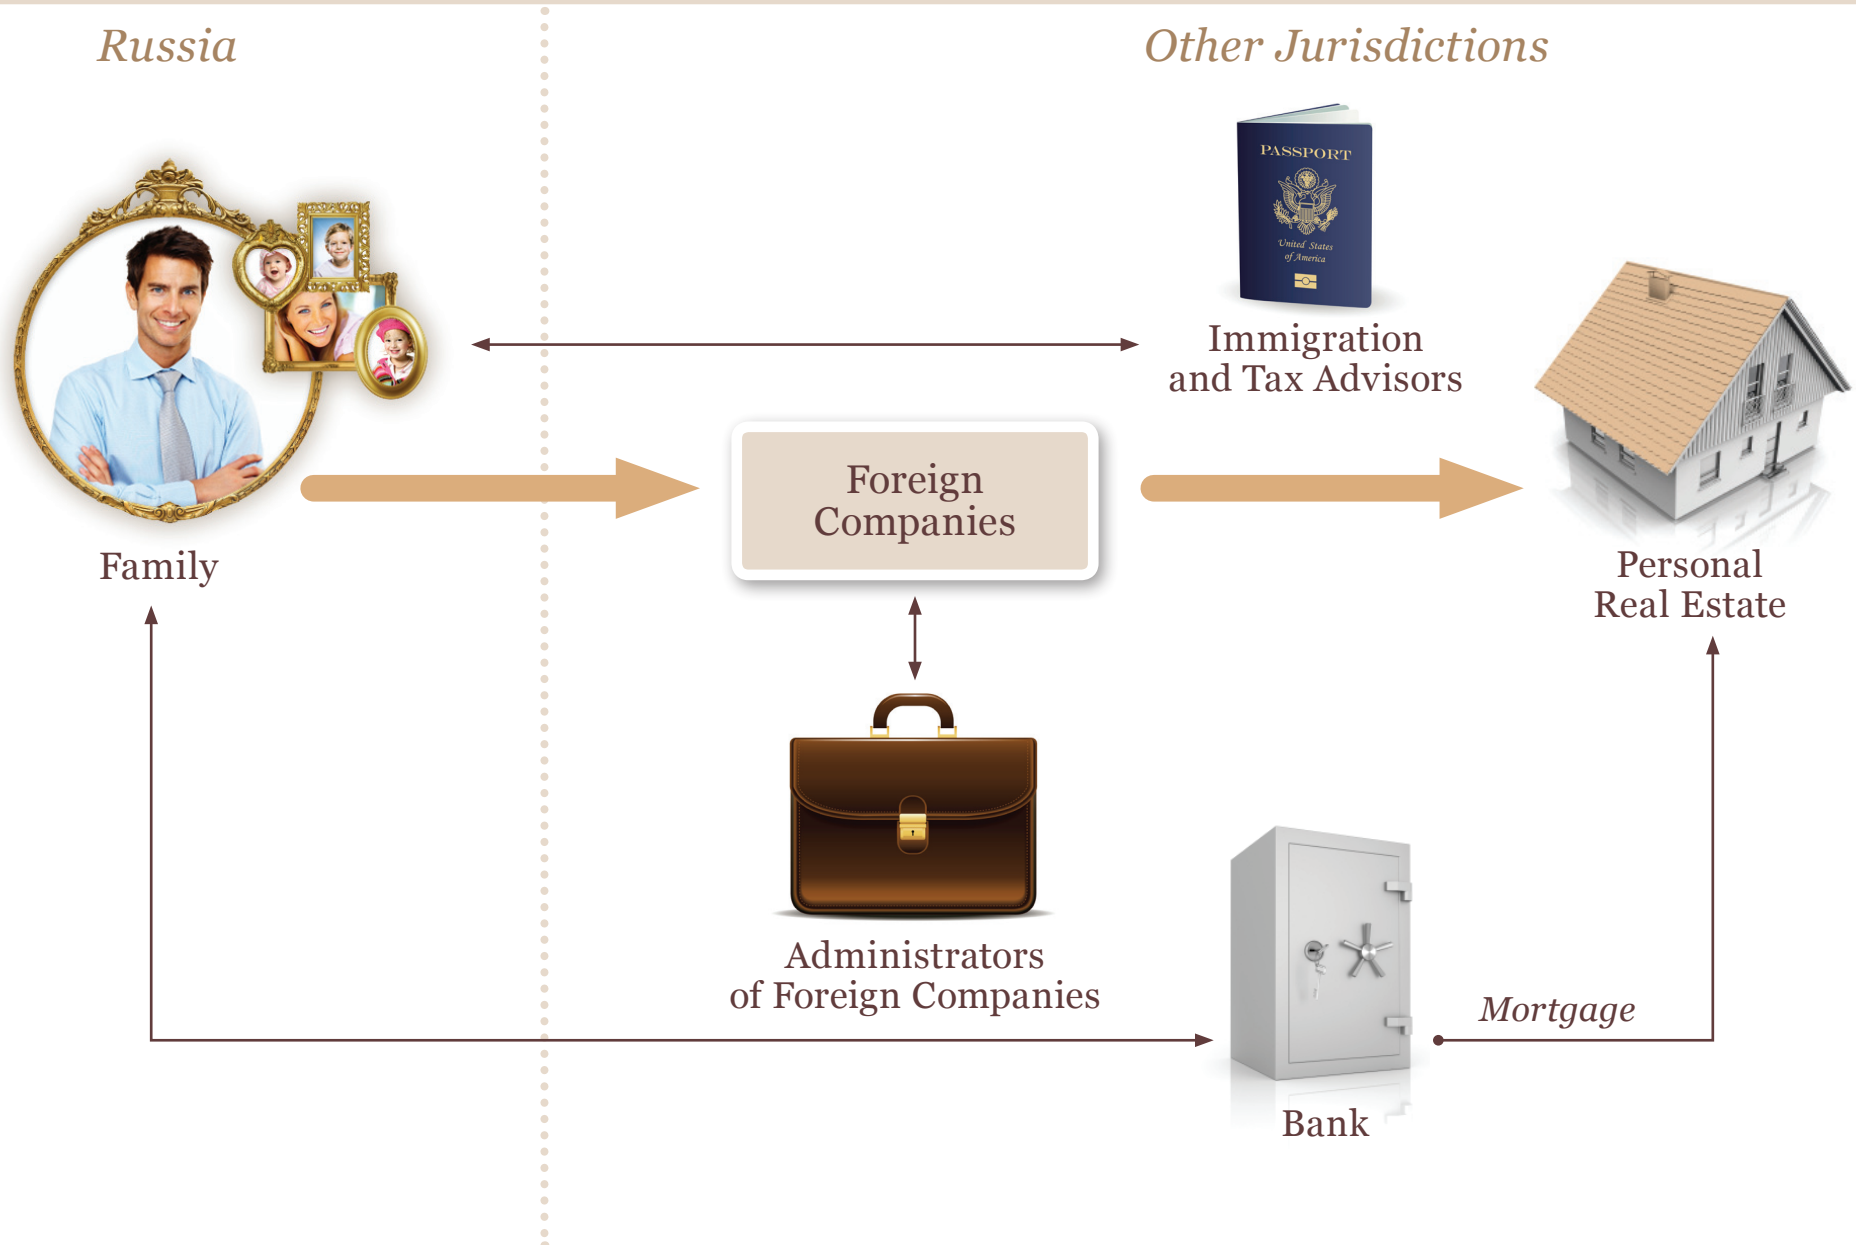 Russia
Other Jurisdictions
PASSPORT
United States
of America
Immigration
and Tax Advisors
Foreign
Companies
Family
Personal
Real Estate
Administrators
of Foreign Companies
Mortgage
Bank